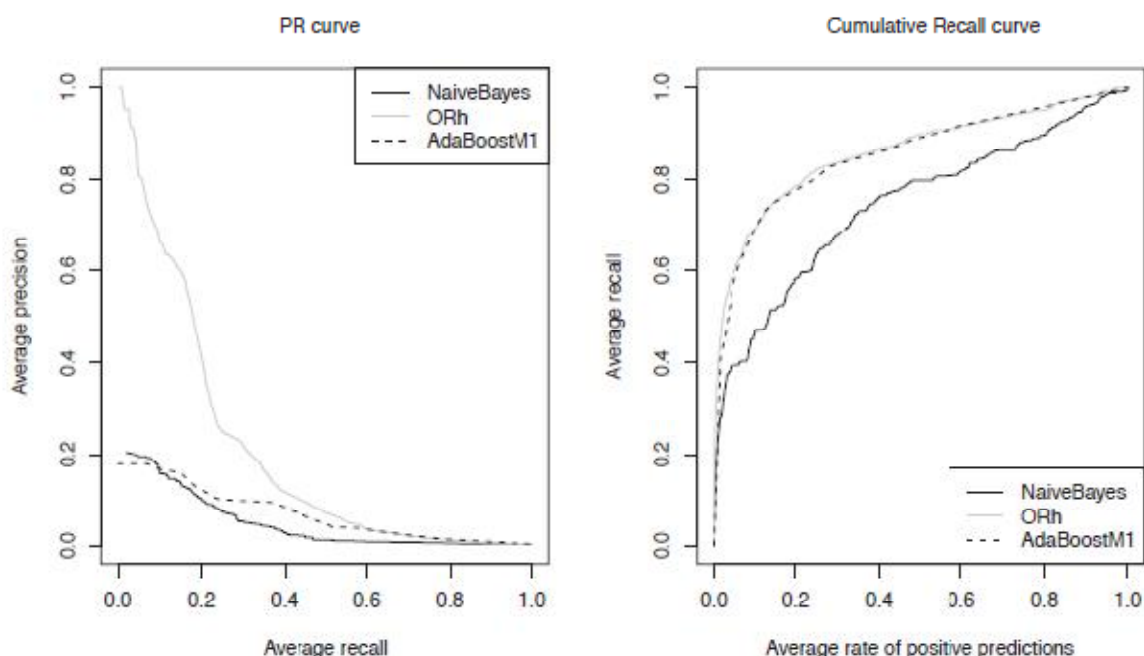 PR curve
NaiveBayes
ORh
AdaBoostM1
Average precision
1.0
0.8
0.6
0.4
0.2
0.0
0.0 0.2 0.4 0.6 0.8 1.0
Average recall
Cumulative Recall curve
Average recall
1.0
0.8
0.6
0.4
0.2
0.0
NaiveBayes
ORh
AdaBoostM1
0.0 0.2 0.4 0.6 0.8 1.0
Average rate of positive predictions